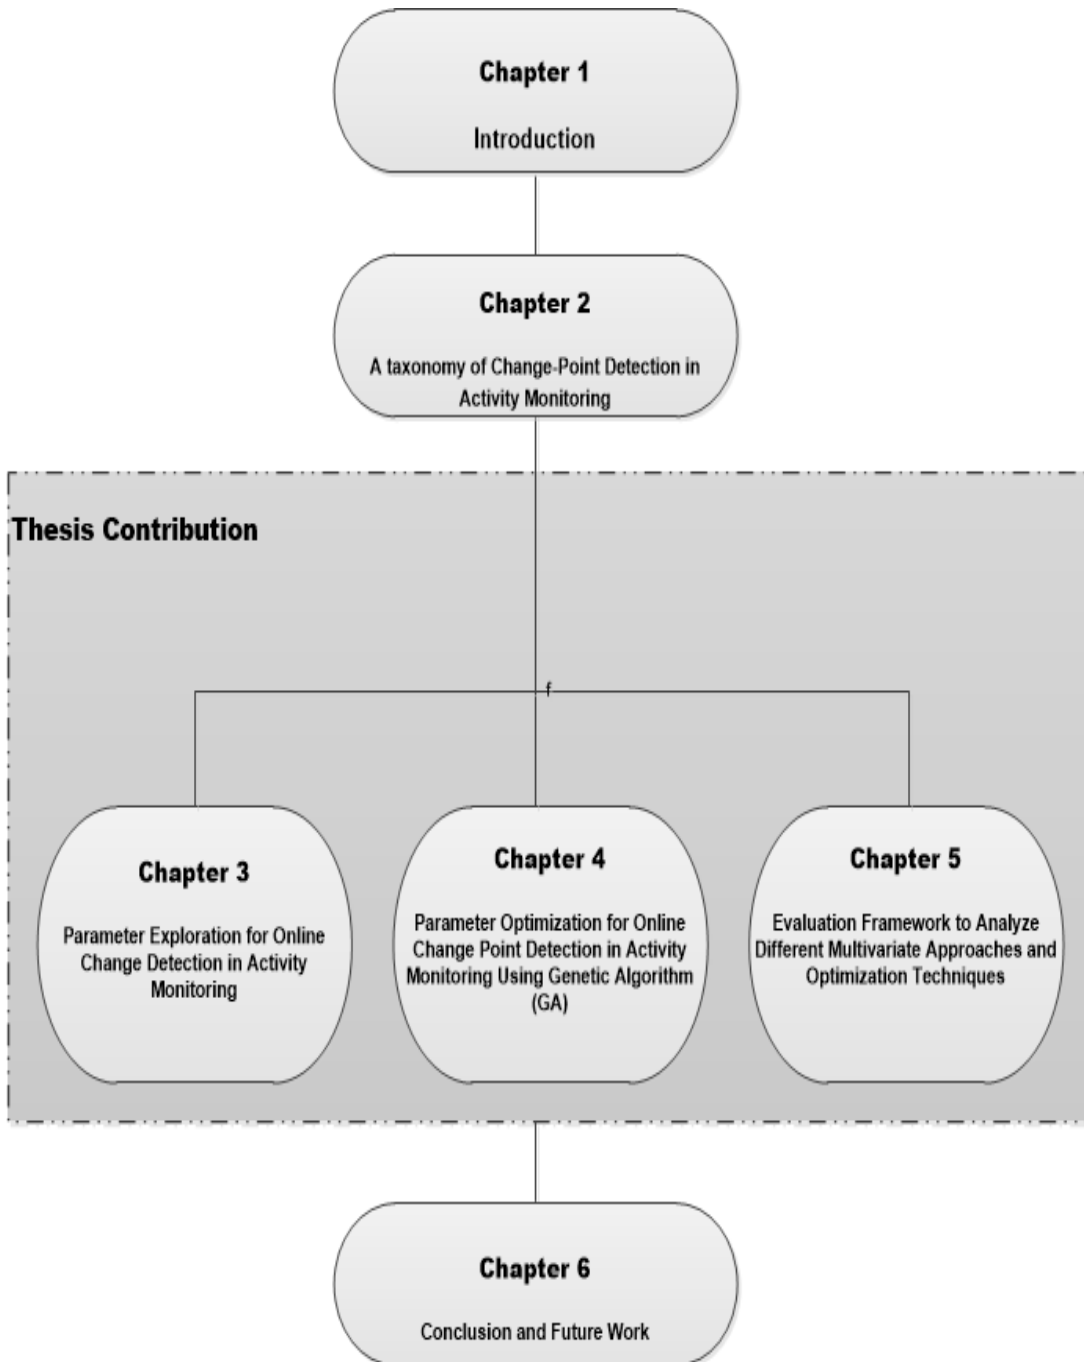 Chapter 1
Introduction
Chapter 2
A taxonomy of Change-Point Detection in
Activity Monitoring
Thesis Contribution
f
Chapter 3
Parameter Exploration for Online
Change Detection in Activity
Monitoring
Chapter 4
Parameter Optimization for Online
Change Point Detection in Activity
Monitoring Using Genetic Algorithm
(GA)
Chapter 5
Evaluation Framework to Analyze
Different Multivariate Approaches and
Optimization Techniques
Chapter 6
Conclusion and Future Work